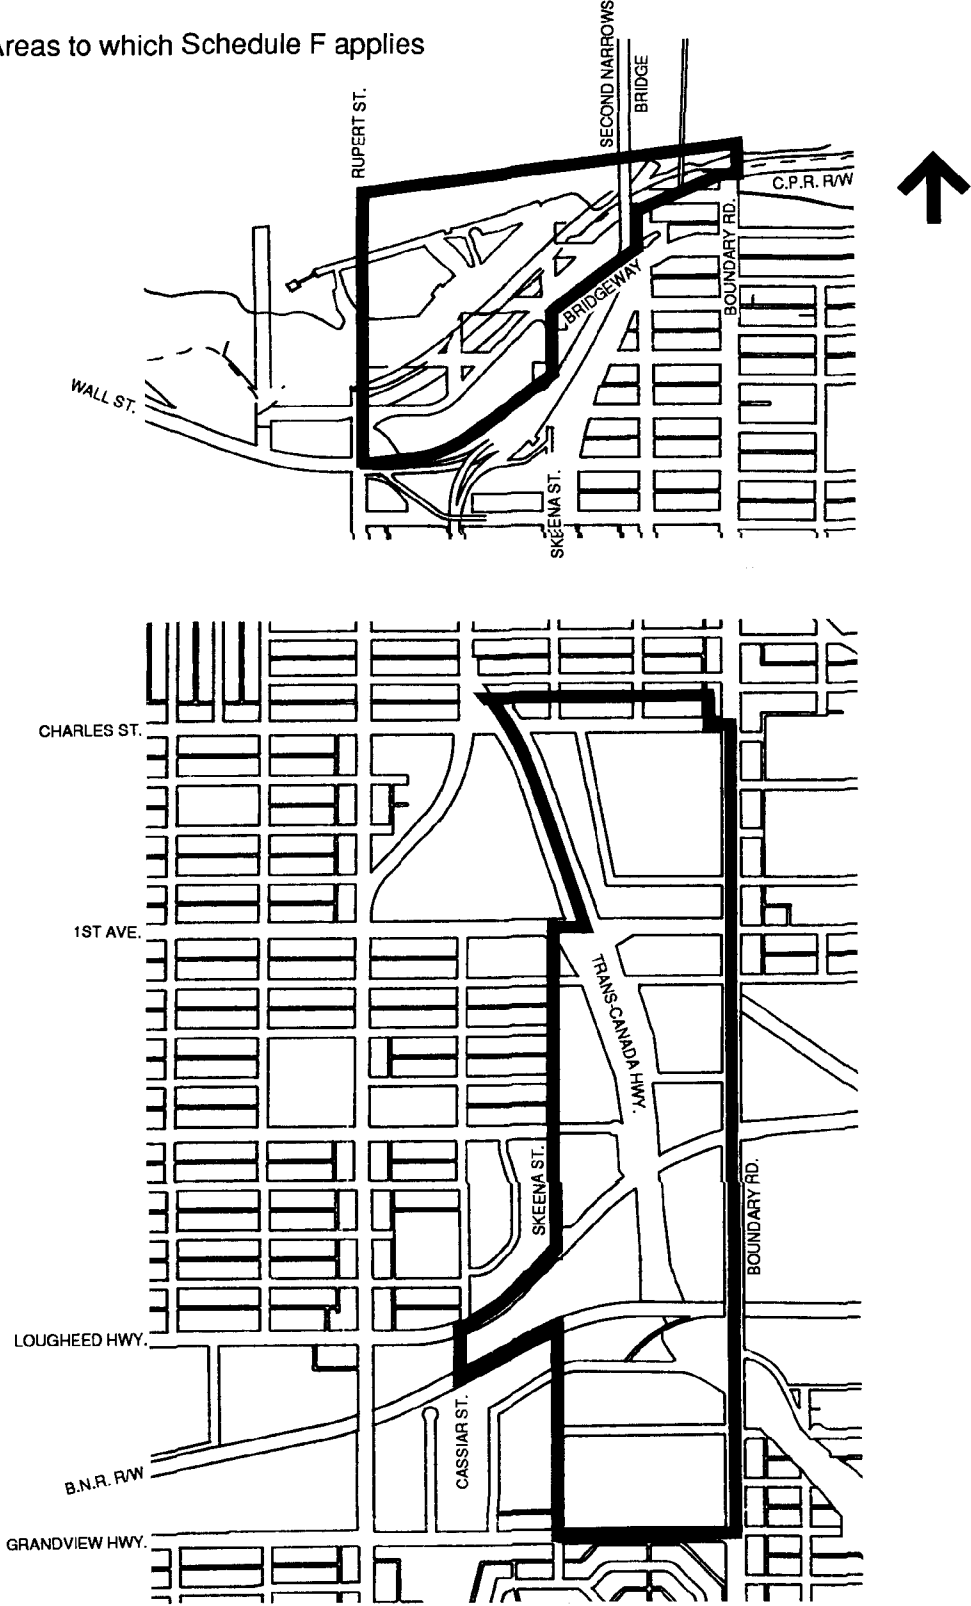 Areas to which Schedule F applies
SECOND NARROWS
BRIDGE
RUPERT ST.
C.P.R. R/W
BOUNDARY RD.
BRIDGEWAY
WALL ST.
SKEENA ST.
CHARLES ST.
1ST AVE.
TRANS-CANADA HWY.
SKEENA ST.
BOUNDARY RD.
LOUGHEED HWY.
CASSIAR ST.
B.N.R. R/W
GRANDVIEW HWY.